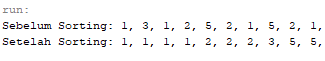 run:
Sebelum Sorting: 1, 3, 1, 2, 5, 2, 1, 5, 2, 1,
Setelah Sorting: 1, 1, 1, 1, 2, 2, 2, 3, 5, 5,